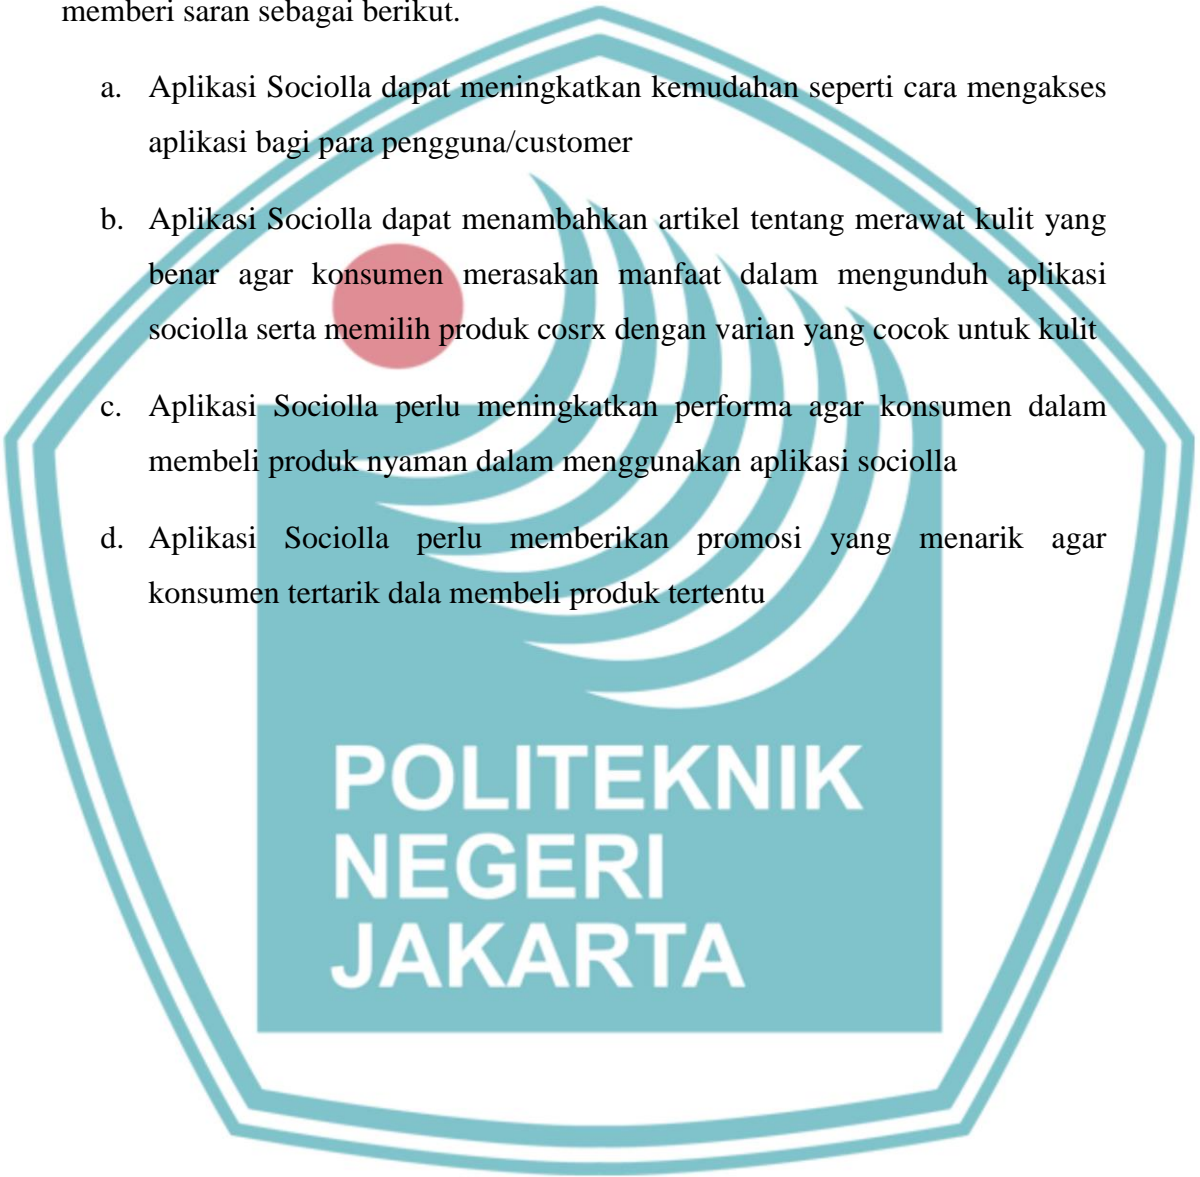 memberi saran sebagai berikut.
a. Aplikasi Sociolla dapat meningkatkan kemudahan seperti cara mengakses
aplikasi bagi para pengguna/customer
b. Aplikasi Sociolla dapat menambahkan artikel tentang merawat kulit yang
benar agar konsumen merasakan manfaat dalam mengunduh aplikasi
sociolla serta memilih produk cosrx dengan varian yang cocok untuk kulit
c. Aplikasi Sociolla perlu meningkatkan performa agar konsumen dalam
membeli produk nyaman dalam menggunakan aplikasi sociolla
d. Aplikasi Sociolla perlu memberikan promosi yang menarik agar
konsumen tertarik dala membeli produk tertentu
POLITEKNIK
NEGERI
JAKARTA